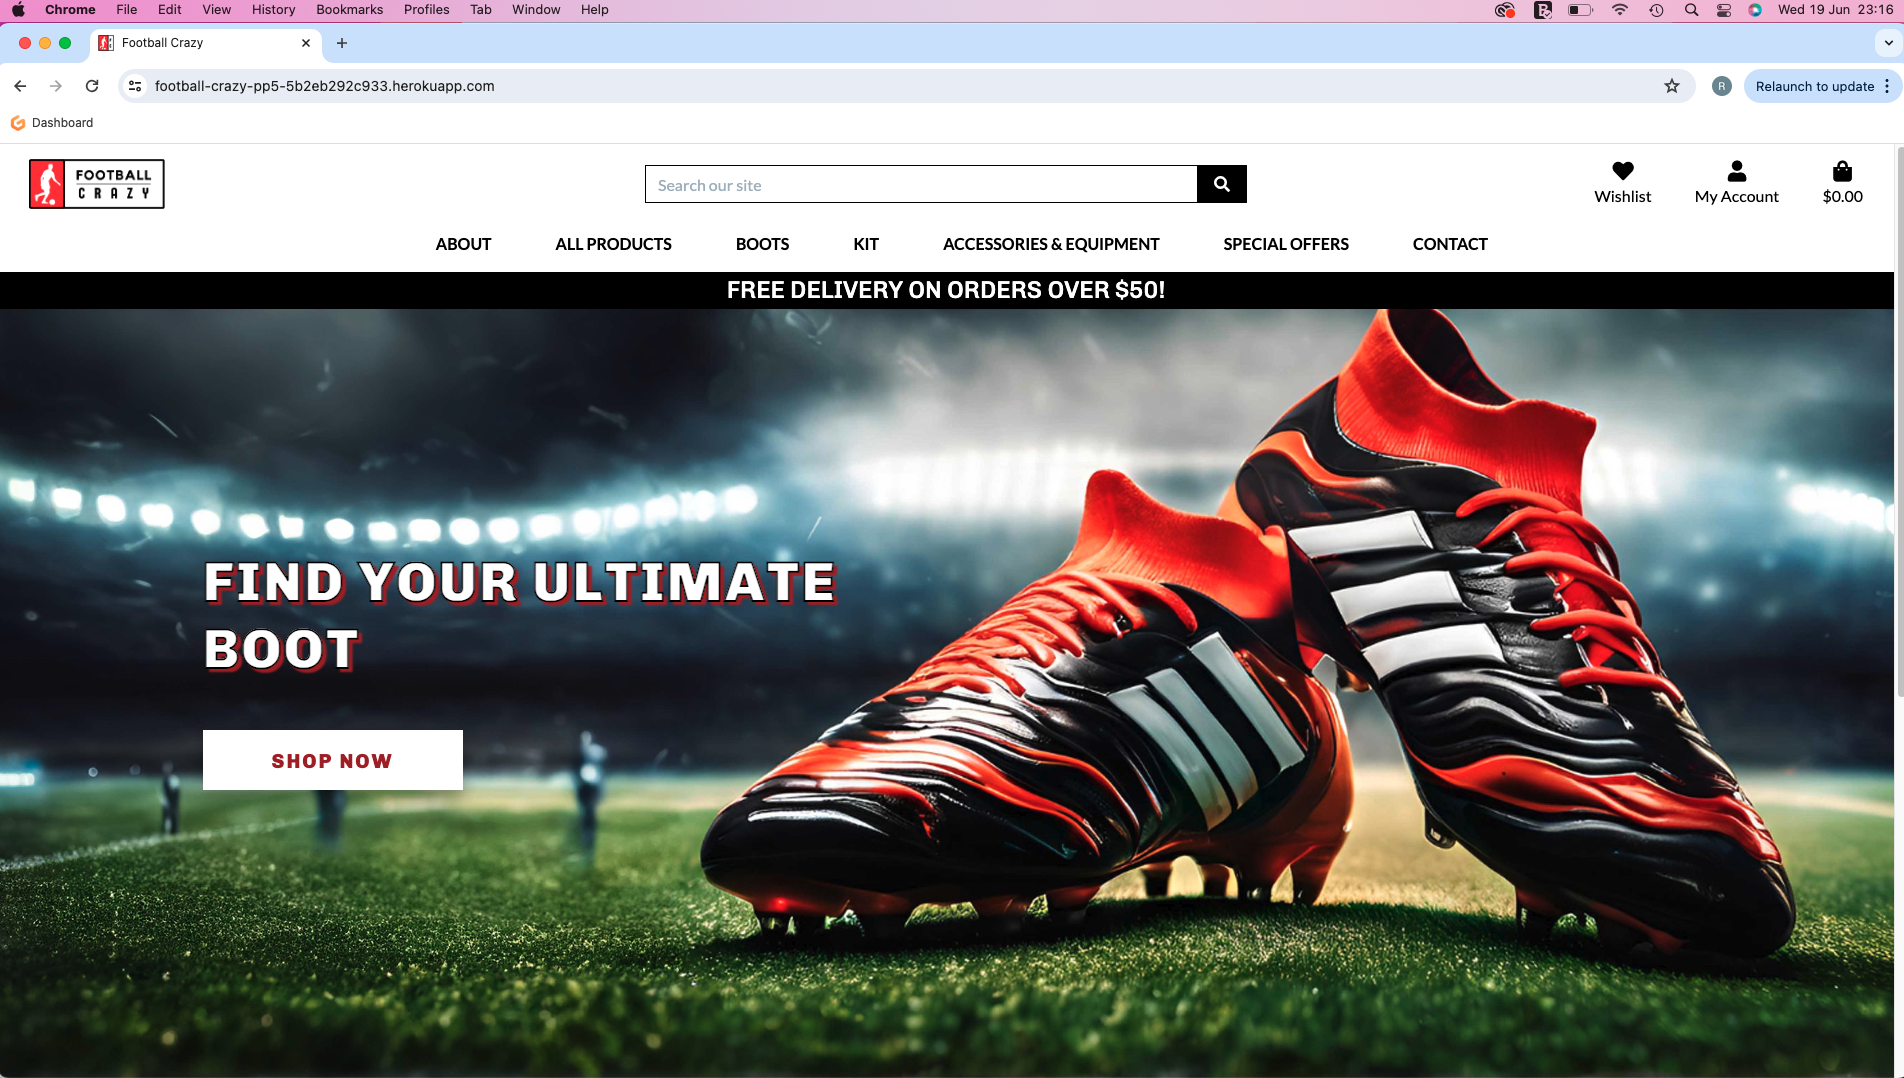 Chrome File Edit View History Bookmarks Profiles Tab Window Help Wed 19 Jun 23:16
Football Crazy
football-crazy-pp5-5b2eb292c933.herokuapp.com R Relaunch to update
Dashboard
FOOTBALL
CRAZY
Search our site
Wishlist My Account $0.00
ABOUT ALL PRODUCTS BOOTS KIT ACCESSORIES & EQUIPMENT SPECIAL OFFERS CONTACT
FREE DELIVERY ON ORDERS OVER $50!
FIND YOUR ULTIMATE
BOOT
SHOP NOW